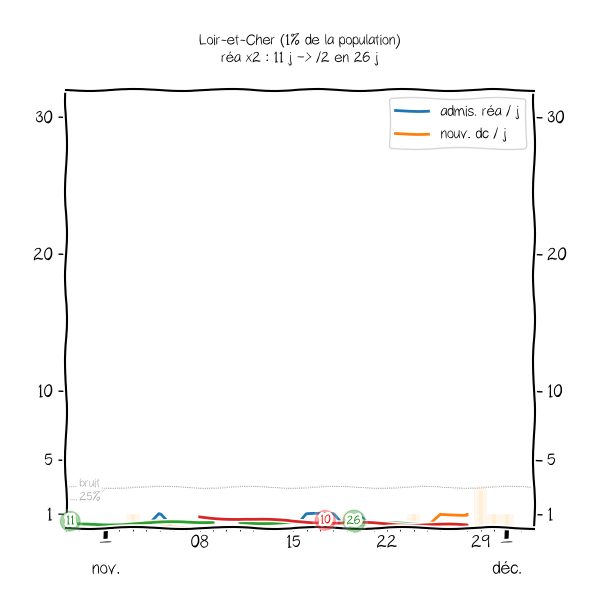 Loir-et-Cher (1% de la population)
réa x2 : 11 j -> /2 en 26 j
admis. réa / j
nouv. dc / j
30
30
20
20
10
10
5
5
bruit
25%
1
1
11
10
26
1
08
15
22
29
1
nov.
déc.